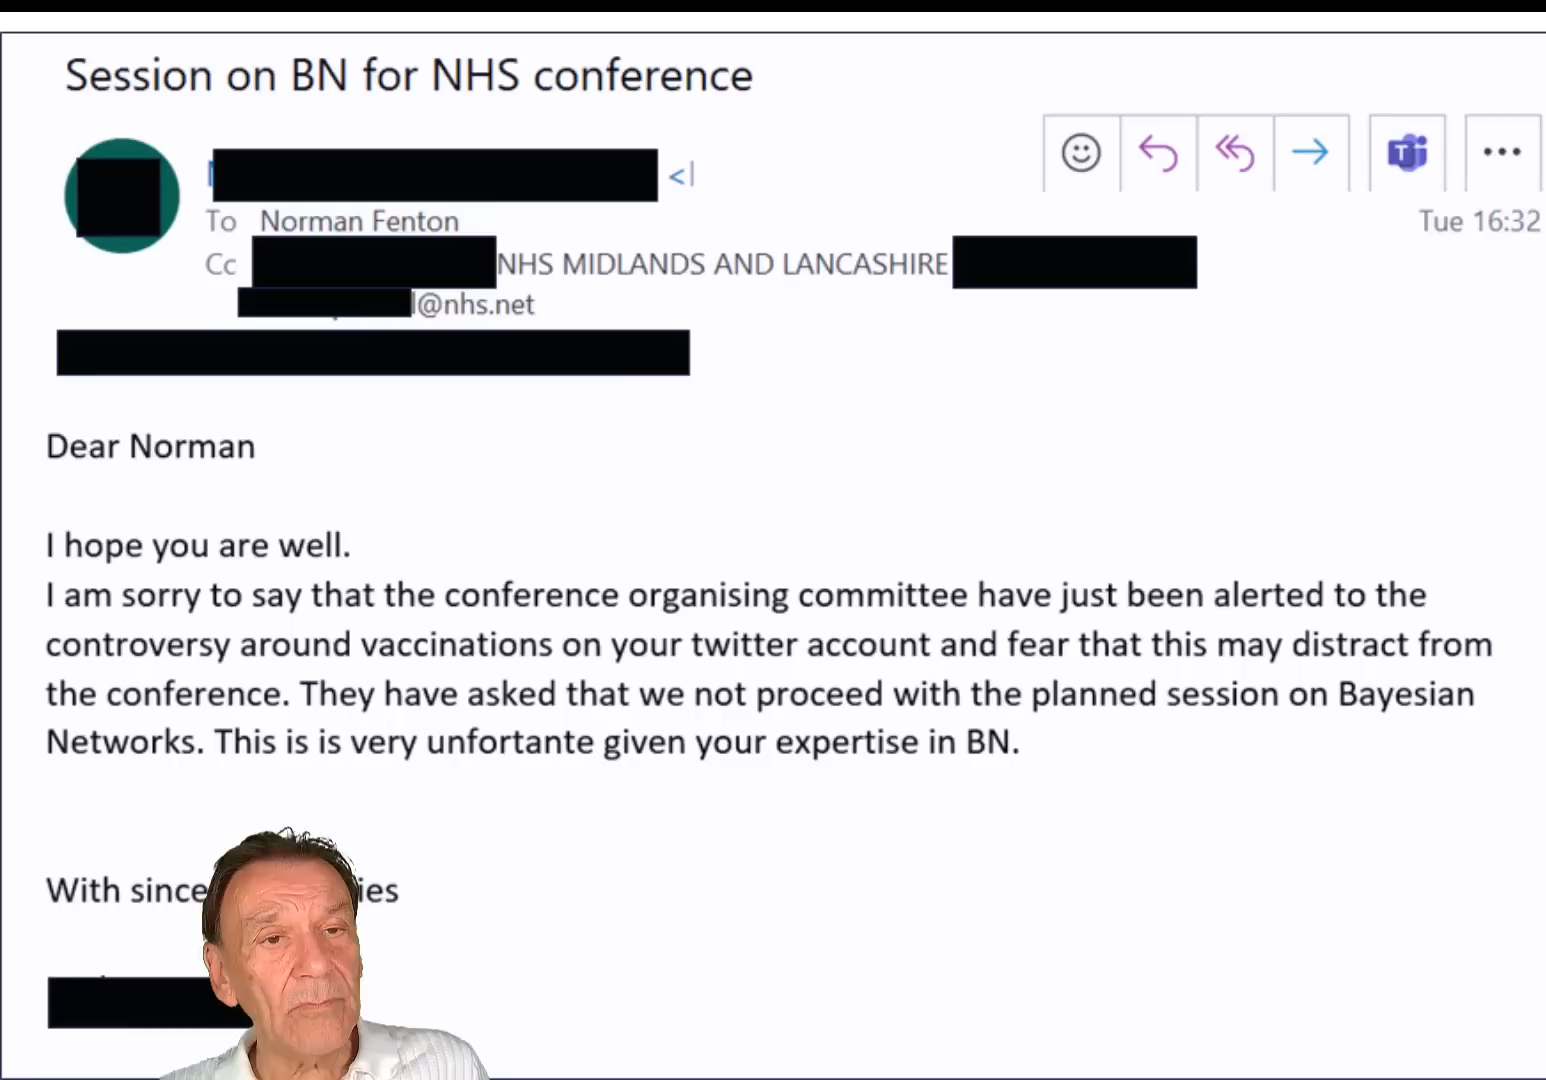 Session on BN for NHS conference
<
To Norman Fenton
Tue 16:32
Cc NHS MIDLANDS AND LANCASHIRE
l@nhs.net
Dear Norman
I hope you are well.
I am sorry to say that the conference organising committee have just been alerted to the
controversy around vaccinations on your twitter account and fear that this may distract from
the conference. They have asked that we not proceed with the planned session on Bayesian
Networks. This is is very unfortante given your expertise in BN.
With